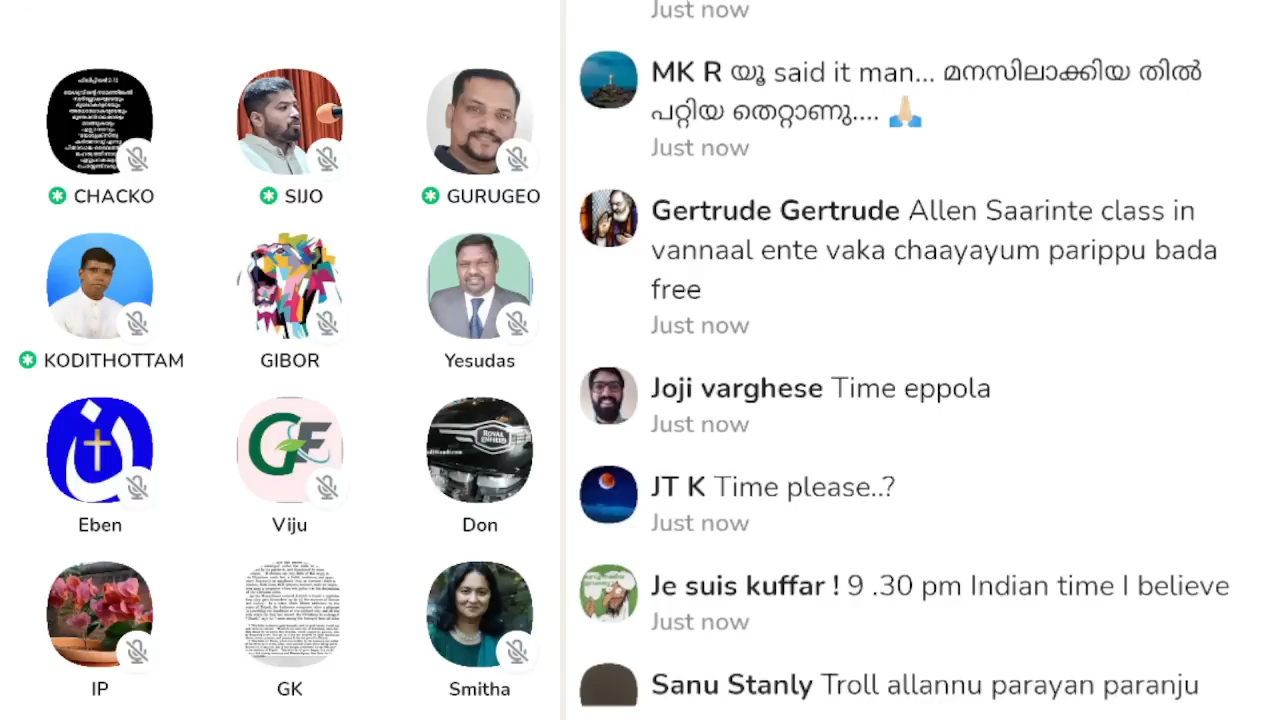 CHACKO
SIJO
GURUGEO
KODITHOTTAM
GIBOR
Yesudas
Eben
Viju
GF
ROYAL
ENFIELD
Don
IP
GK
Smitha
Just now
MK R യൂ said it man... മനസിലാക്കിയ തിൽ
പറ്റിയ തെറ്റാണു.... 🙏🏻
Just now
Gertrude Gertrude Allen Saarinte class in
vannaal ente vaka chaayayum parippu bada
free
Just now
Joji varghese Time eppola
Just now
JT K Time please..?
Just now
Je suis kuffar ! 9 .30 pm Indian time I believe
Just now
Sanu Stanly Troll allannu parayan paranju